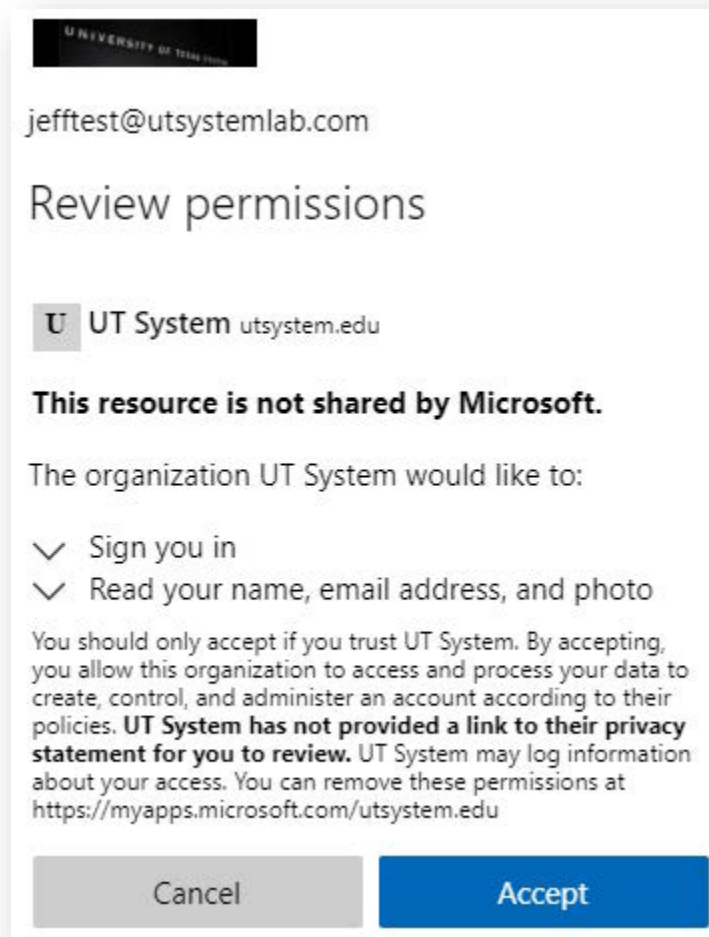 UNIVERSITY OF TEXAS SYSTEM
jefftest@utsystemlab.com
Review permissions
U UT System utsystem.edu
This resource is not shared by Microsoft.
The organization UT System would like to:
Sign you in
Read your name, email address, and photo
You should only accept if you trust UT System. By accepting,
you allow this organization to access and process your data to
create, control, and administer an account according to their
policies. UT System has not provided a link to their privacy
statement for you to review. UT System may log information
about your access. You can remove these permissions at
https://myapps.microsoft.com/utsystem.edu
Cancel Accept